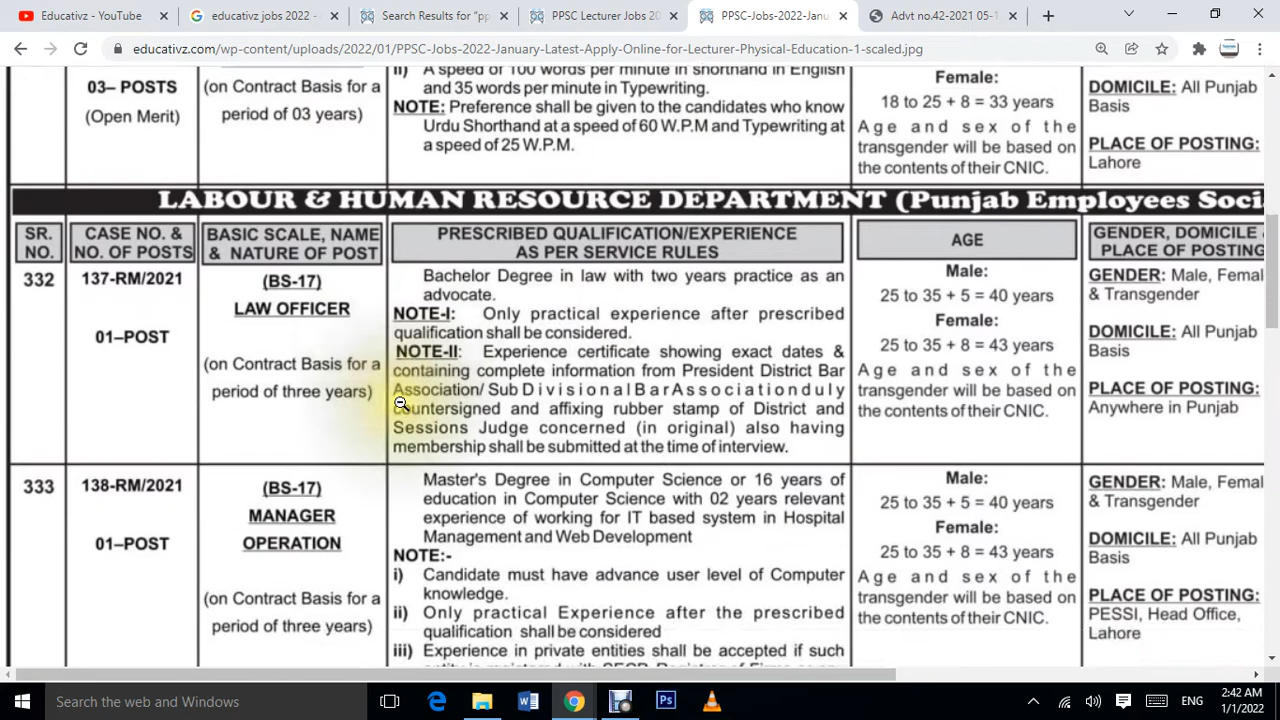 Educativ - YouTube
educativz jobs 2022 -
Search Results for "pp
PPSC Lecturer Jobs 20
PPSC-Jobs-2022-Janu
Advt no.42-2021 05-1
educativz.com/wp-content/uploads/2022/01/PPSC-Jobs-2022-January-Latest-Apply-Online-for-Lecturer-Physical-Education-1-scaled.jpg
03– POSTS
(Open Merit)
(on Contract Basis for a
period of 03 years)
ii) A speed of 100 words per minute in shorthand in English
and 35 words per minute in Typewriting.
NOTE: Preference shall be given to the candidates who know
Urdu Shorthand at a speed of 60 W.P.M and Typewriting at
a speed of 25 W.P.M.
Female:
18 to 25 + 8 = 33 years
Age and sex of the
transgender will be based on
the contents of their CNIC.
DOMICILE: All Punjab
Basis
PLACE OF POSTING:
Lahore
LABOUR & HUMAN RESOURCE DEPARTMENT (Punjab Employees Soci
SR.
NO.
CASE NO. &
NO. OF POSTS
BASIC SCALE, NAME
& NATURE OF POST
PRESCRIBED QUALIFICATION/EXPERIENCE
AS PER SERVICE RULES
AGE
GENDER, DOMICILE &
PLACE OF POSTING
332
137-RM/2021
01–POST
(BS-17)
LAW OFFICER
(on Contract Basis for a
period of three years)
Bachelor Degree in law with two years practice as an
advocate.
NOTE-I: Only practical experience after prescribed
qualification shall be considered.
NOTE-II: Experience certificate showing exact dates &
containing complete information from President District Bar
Association/ Sub Divisional Bar Association duly
countersigned and affixing rubber stamp of District and
Sessions Judge concerned (in original) also having
membership shall be submitted at the time of interview.
Male:
25 to 35 + 5 = 40 years
Female:
25 to 35 + 8 = 43 years
Age and sex of the
transgender will be based on
the contents of their CNIC.
GENDER: Male, Femal
& Transgender
DOMICILE: All Punjab
Basis
PLACE OF POSTING:
Anywhere in Punjab
333
138-RM/2021
01–POST
(BS-17)
MANAGER
OPERATION
(on Contract Basis for a
period of three years)
Master's Degree in Computer Science or 16 years of
education in Computer Science with 02 years relevant
experience of working for IT based system in Hospital
Management and Web Development
NOTE:-
i) Candidate must have advance user level of Computer
knowledge.
ii) Only practical Experience after the prescribed
qualification shall be considered
iii) Experience in private entities shall be accepted if such
Male:
25 to 35 + 5 = 40 years
Female:
25 to 35 + 8 = 43 years
Age and sex of the
transgender will be based on
the contents of their CNIC.
GENDER: Male, Femal
& Transgender
DOMICILE: All Punjab
Basis
PLACE OF POSTING:
PESSI, Head Office,
Lahore
Search the web and Windows
ENG
2:42 AM
1/1/2022